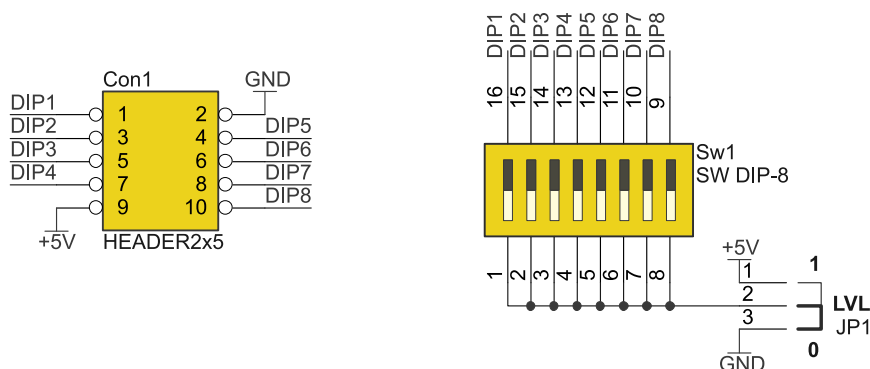 Con1
GND
DIP1
DIP2
DIP3
DIP4
1 2
3 4
5 6
7 8
9 10
DIP5
DIP6
DIP7
DIP8
+5V
HEADER2x5
DIP1
DIP2
DIP3
DIP4
DIP5
DIP6
DIP7
DIP8
16
15
14
13
12
11
10
9
Sw1
SW DIP-8
1
2
3
4
5
6
7
8
+5V
1
2
3
1
LVL
JP1
0
GND